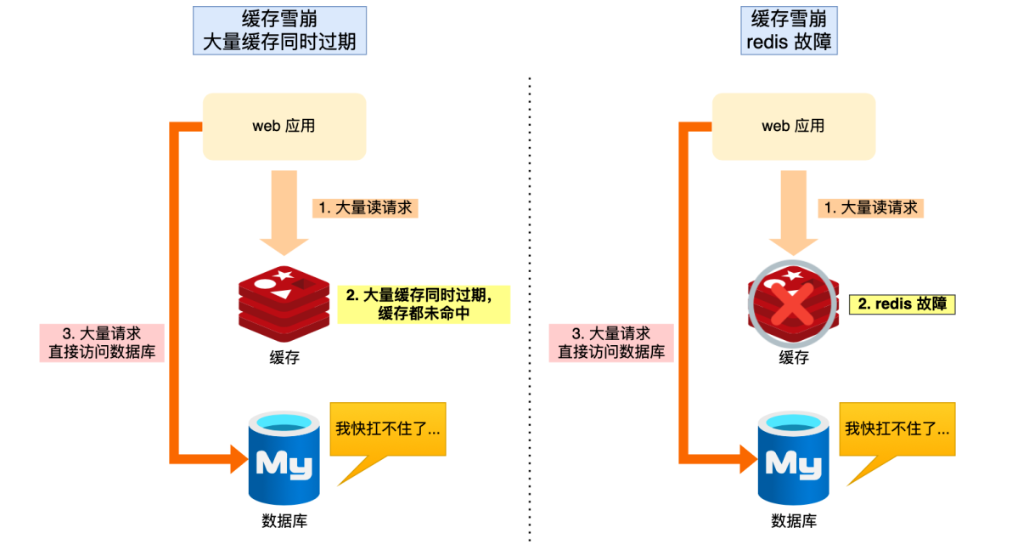 缓存雪崩
大量缓存同时过期
web 应用
1. 大量读请求
2. 大量缓存同时过期,
缓存都未命中
3. 大量请求
直接访问数据库
缓存
我快扛不住了...
My
数据库
缓存雪崩
redis 故障
web 应用
1. 大量读请求
2. redis 故障
3. 大量请求
直接访问数据库
缓存
我快扛不住了...
My
数据库